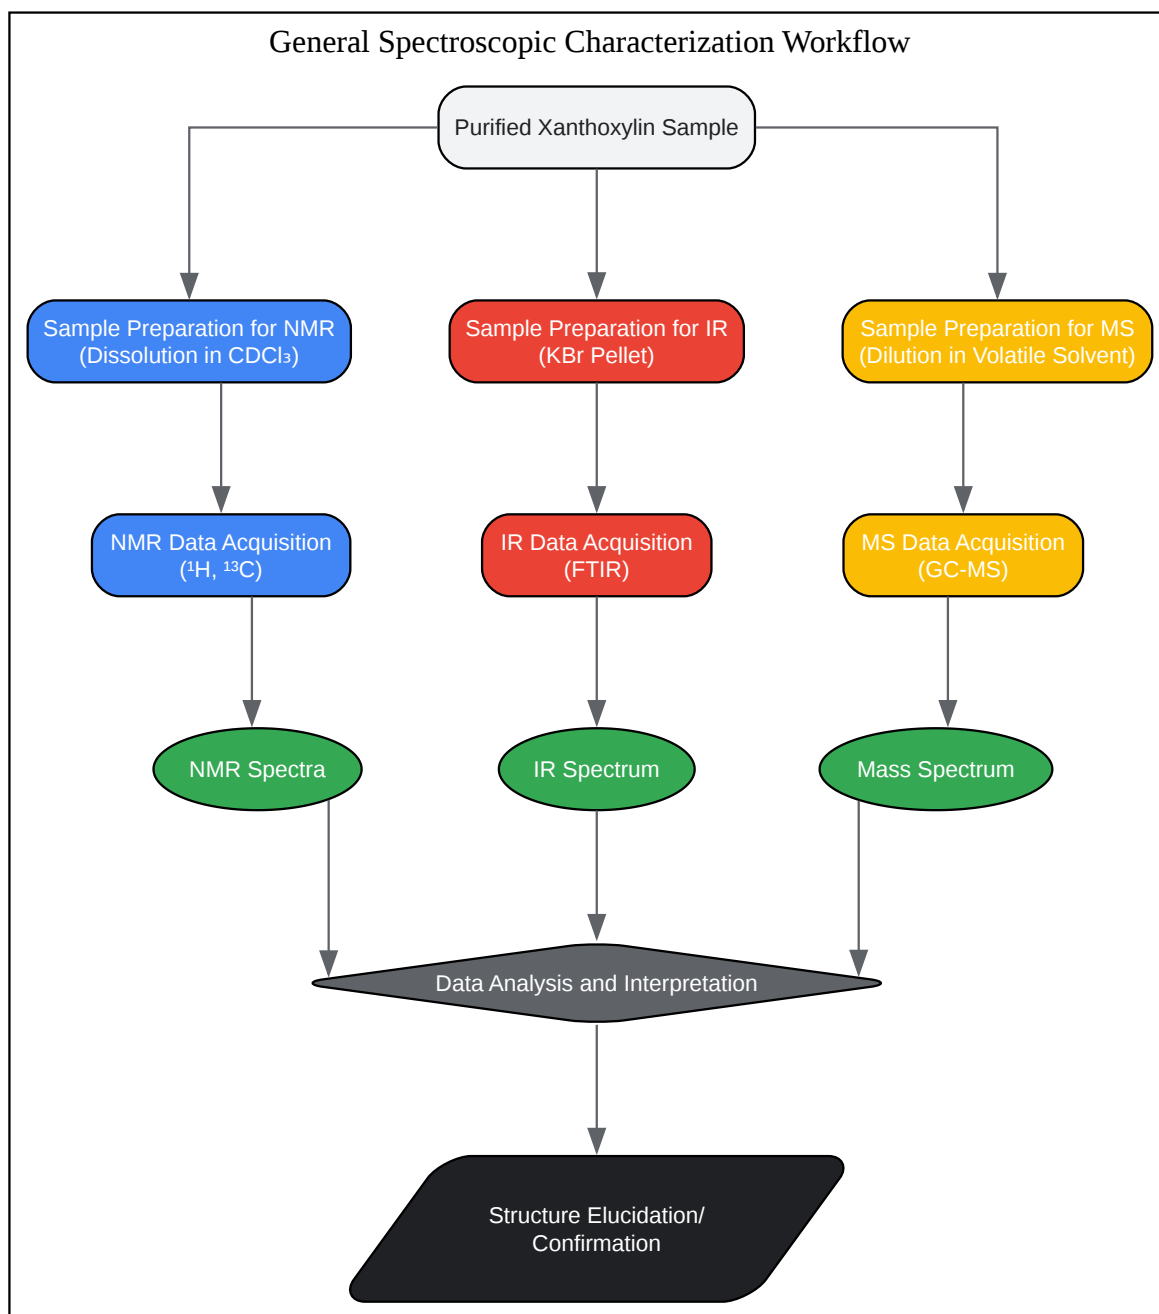 General Spectroscopic Characterization Workflow
Purified Xanthoxylin Sample
Sample Preparation for NMR
(Dissolution in CDCl₃)
Sample Preparation for IR
(KBr Pellet)
Sample Preparation for MS
(Dilution in Volatile Solvent)
NMR Data Acquisition
(¹H, ¹³C)
IR Data Acquisition
(FTIR)
MS Data Acquisition
(GC-MS)
NMR Spectra
IR Spectrum
Mass Spectrum
Data Analysis and Interpretation
Structure Elucidation/
Confirmation